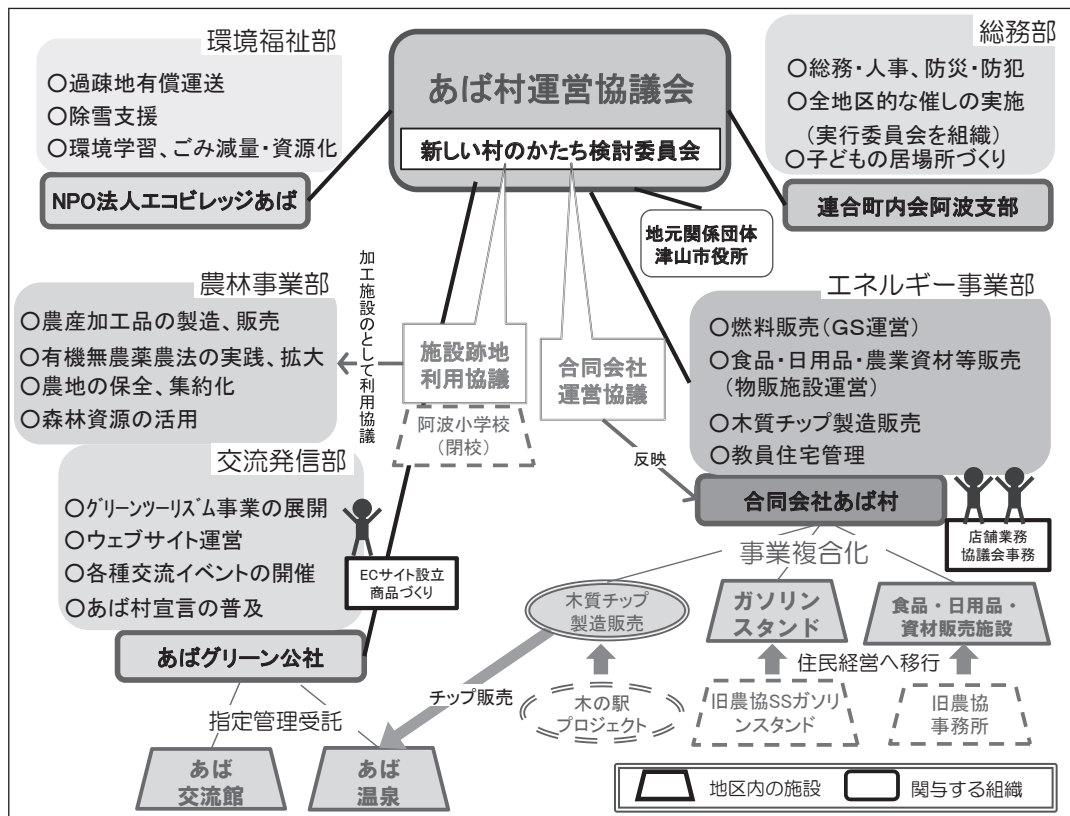 環境福祉部
○過疎地有償運送
○除雪支援
○環境学習、ごみ減量・資源化
NPO法人エコビレッジあば
あば村運営協議会
新しい村のかたち検討委員会
総務部
○総務・人事、防災・防犯
○全地区的な催しの実施
(実行委員会を組織)
○子どもの居場所づくり
連合町内会阿波支部
地元関係団体
津山市役所
農林事業部
○農産加工品の製造、販売
○有機無農薬農法の実践、拡大
○農地の保全、集約化
○森林資源の活用
加工施設のとして利用協議
施設跡地
利用協議
阿波小学校
(閉校)
合同会社
運営協議
反映
エネルギー事業部
○燃料販売(GS運営)
○食品・日用品・農業資材等販売
(物販施設運営)
○木質チップ製造販売
○教員住宅管理
合同会社あば村
店舗業務
協議会事務
交流発信部
○グリーンツーリズム事業の展開
○ウェブサイト運営
○各種交流イベントの開催
○あば村宣言の普及
ECサイト設立
商品づくり
あばグリーン公社
指定管理受託
あば
交流館
あば
温泉
チップ販売
事業複合化
木質チップ
製造販売
ガソリン
スタンド
食品・日用品・
資材販売施設
住民経営へ移行
木の駅
プロジェクト
旧農協SSガソリ
ンスタンド
旧農協
事務所
地区内の施設
関与する組織